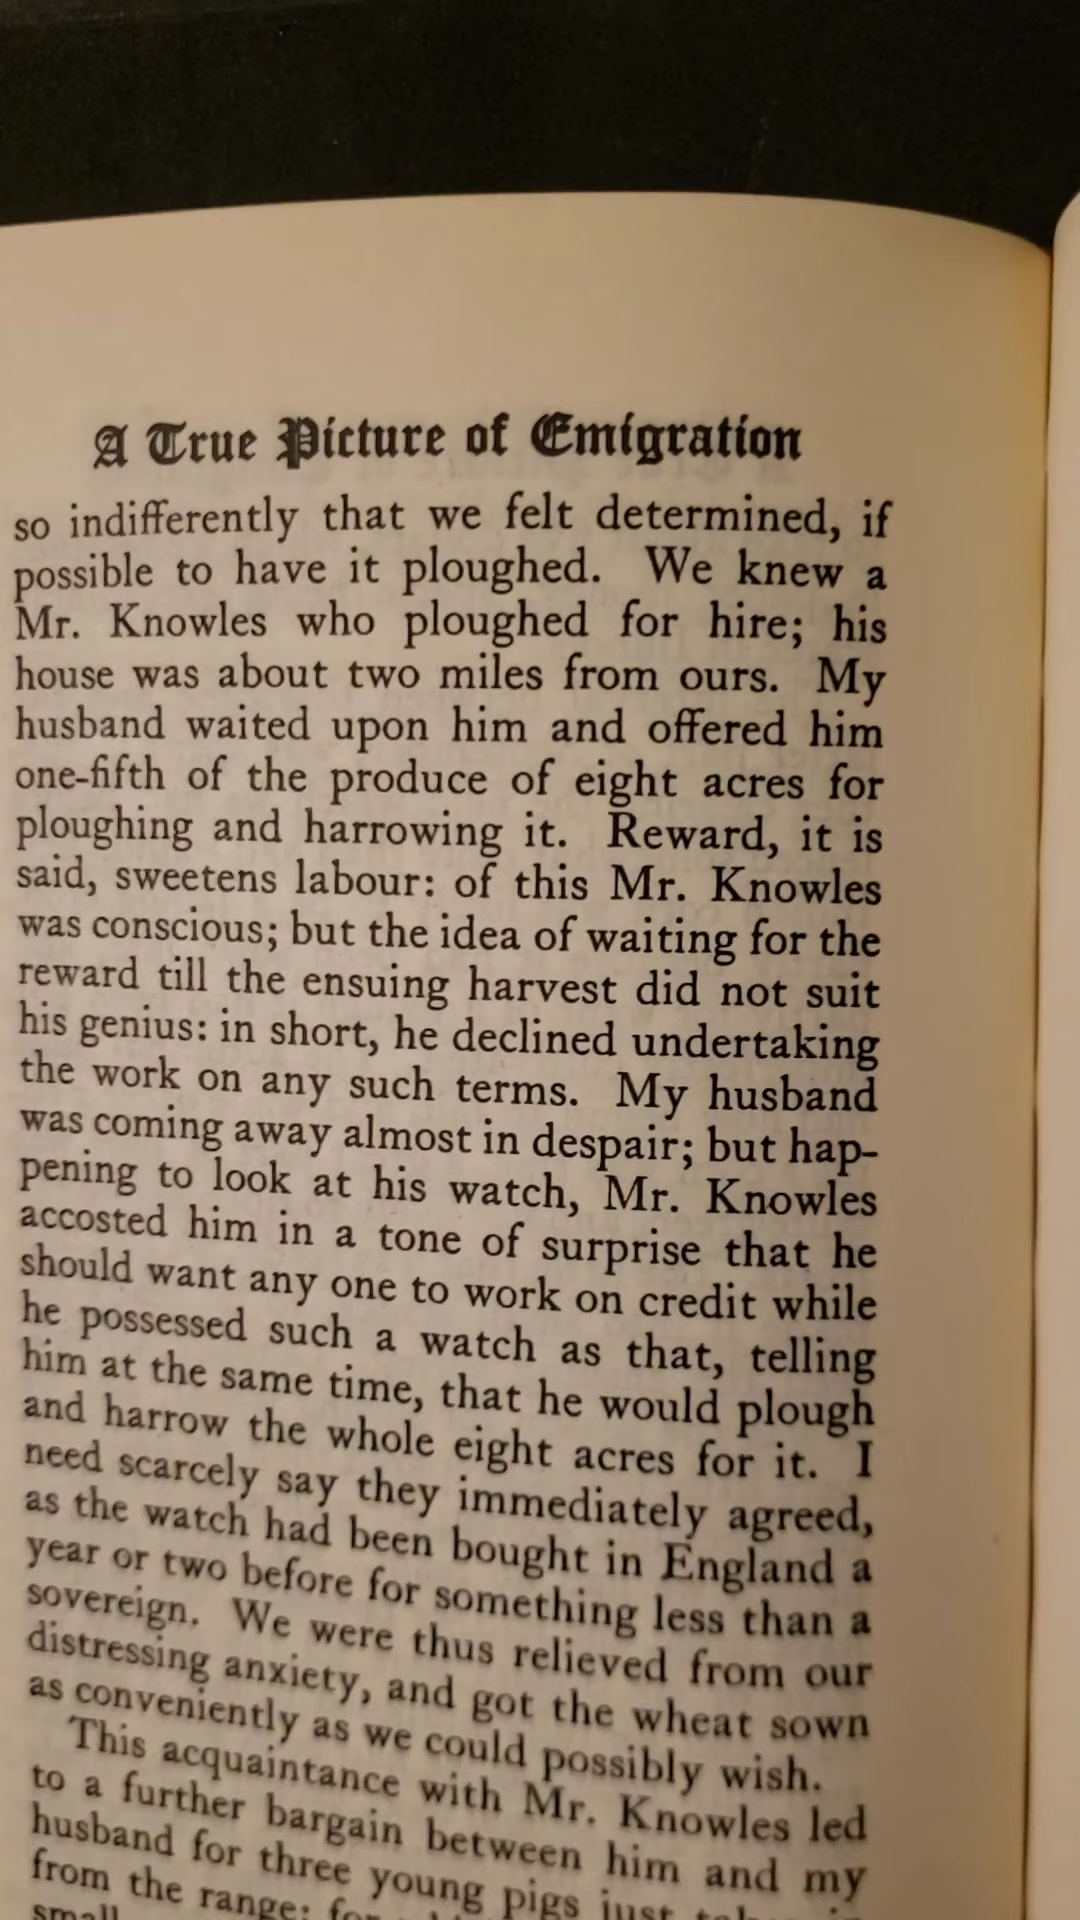 A True Picture of Emigration
so indifferently that we felt determined, if
possible to have it ploughed. We knew a
Mr. Knowles who ploughed for hire; his
house was about two miles from ours. My
husband waited upon him and offered him
one-fifth of the produce of eight acres for
ploughing and harrowing it. Reward, it is
said, sweetens labour: of this Mr. Knowles
was conscious; but the idea of waiting for the
reward till the ensuing harvest did not suit
his genius: in short, he declined undertaking
the work on any such terms. My husband
was coming away almost in despair; but hap-
pening to look at his watch, Mr. Knowles
accosted him in a tone of surprise that he
should want any one to work on credit while
he possessed such a watch as that, telling
him at the same time, that he would plough
and harrow the whole eight acres for it. I
need scarcely say they immediately agreed,
as the watch had been bought in England a
year or two before for something less than a
sovereign. We were thus relieved from our
distressing anxiety, and got the wheat sown
as conveniently as we could possibly wish.
This acquaintance with Mr. Knowles led
to a further bargain between him and my
husband for three young pigs just
from the range:
small